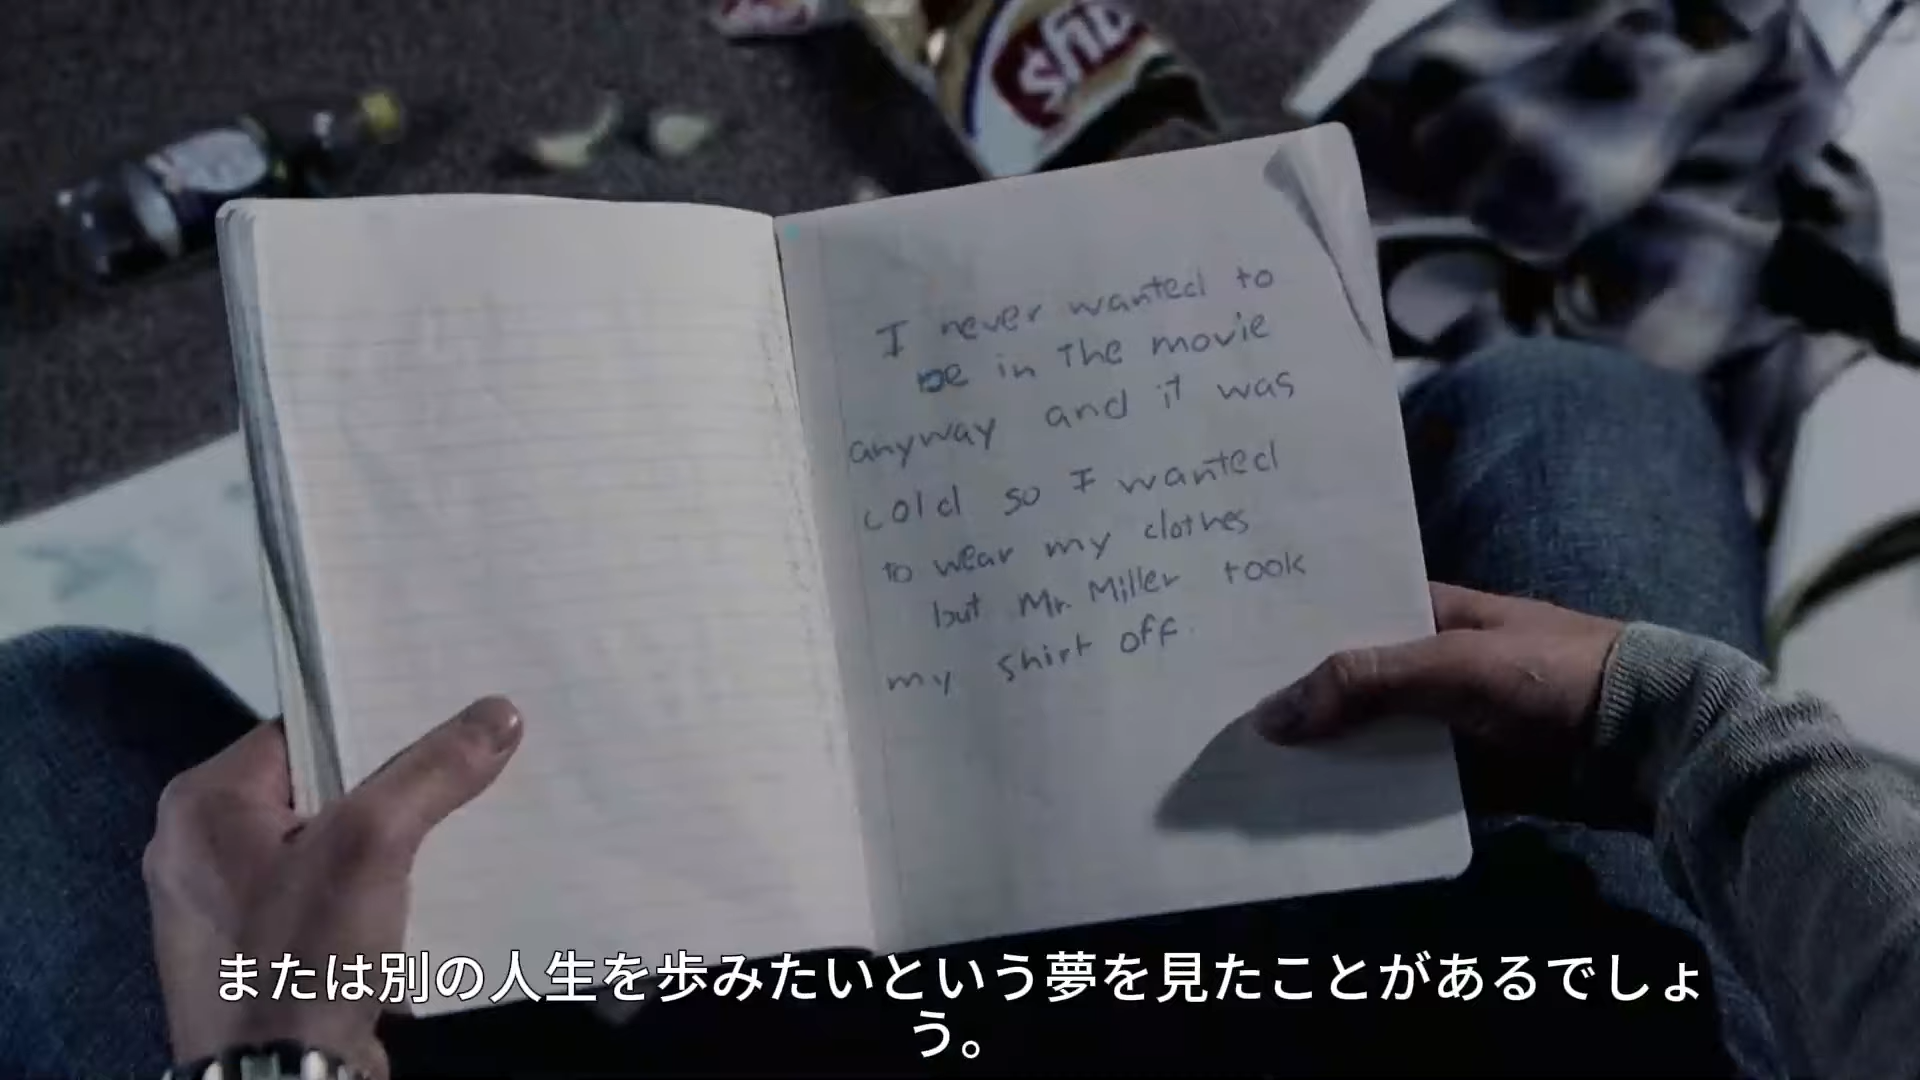 I never wanted to
be in the movie
anyway and it was
cold so I wanted
to wear my clothes
but Mr. Miller took
my shirt off.
または別の人生を歩みたいという夢を見たことがあるでしょ
う。